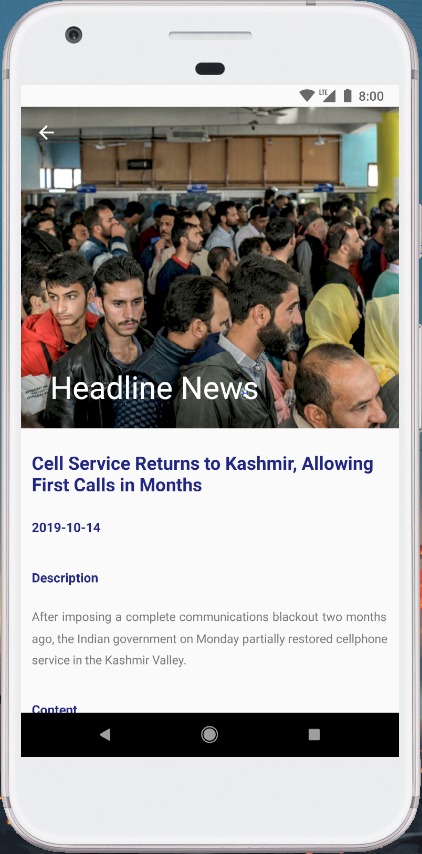 LTE 8:00
Headline News
Cell Service Returns to Kashmir, Allowing
First Calls in Months
2019-10-14
Description
After imposing a complete communications blackout two months
ago, the Indian government on Monday partially restored cellphone
service in the Kashmir Valley.
Content